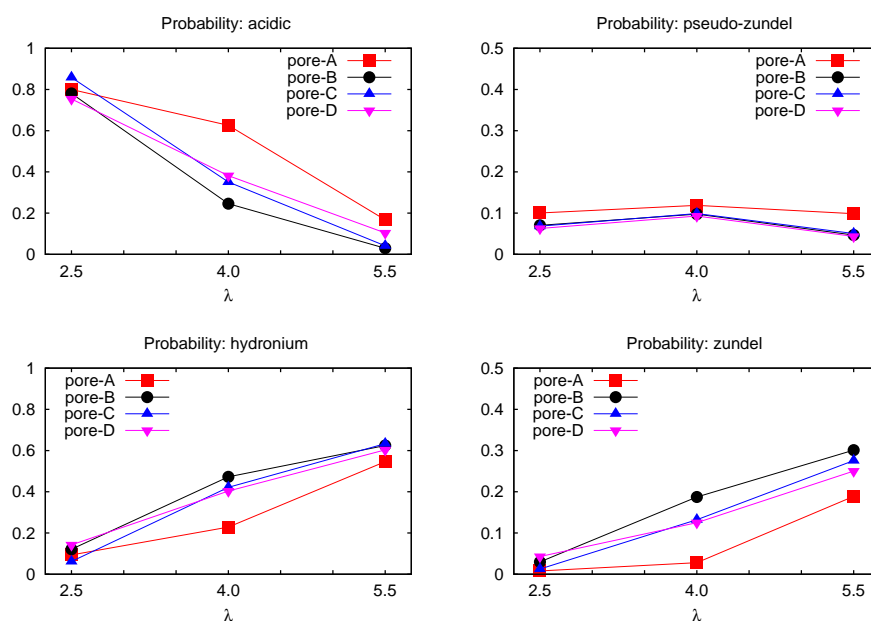 Probability: acidic
1
0.8
0.6
0.4
0.2
0
2.5
4.0
5.5
λ
pore-A
pore-B
pore-C
pore-D
Probability: pseudo-zundel
0.5
0.4
0.3
0.2
0.1
0
2.5
4.0
5.5
λ
pore-A
pore-B
pore-C
pore-D
Probability: hydronium
1
0.8
0.6
0.4
0.2
0
2.5
4.0
5.5
λ
pore-A
pore-B
pore-C
pore-D
Probability: zundel
0.5
0.4
0.3
0.2
0.1
0
2.5
4.0
5.5
λ
pore-A
pore-B
pore-C
pore-D